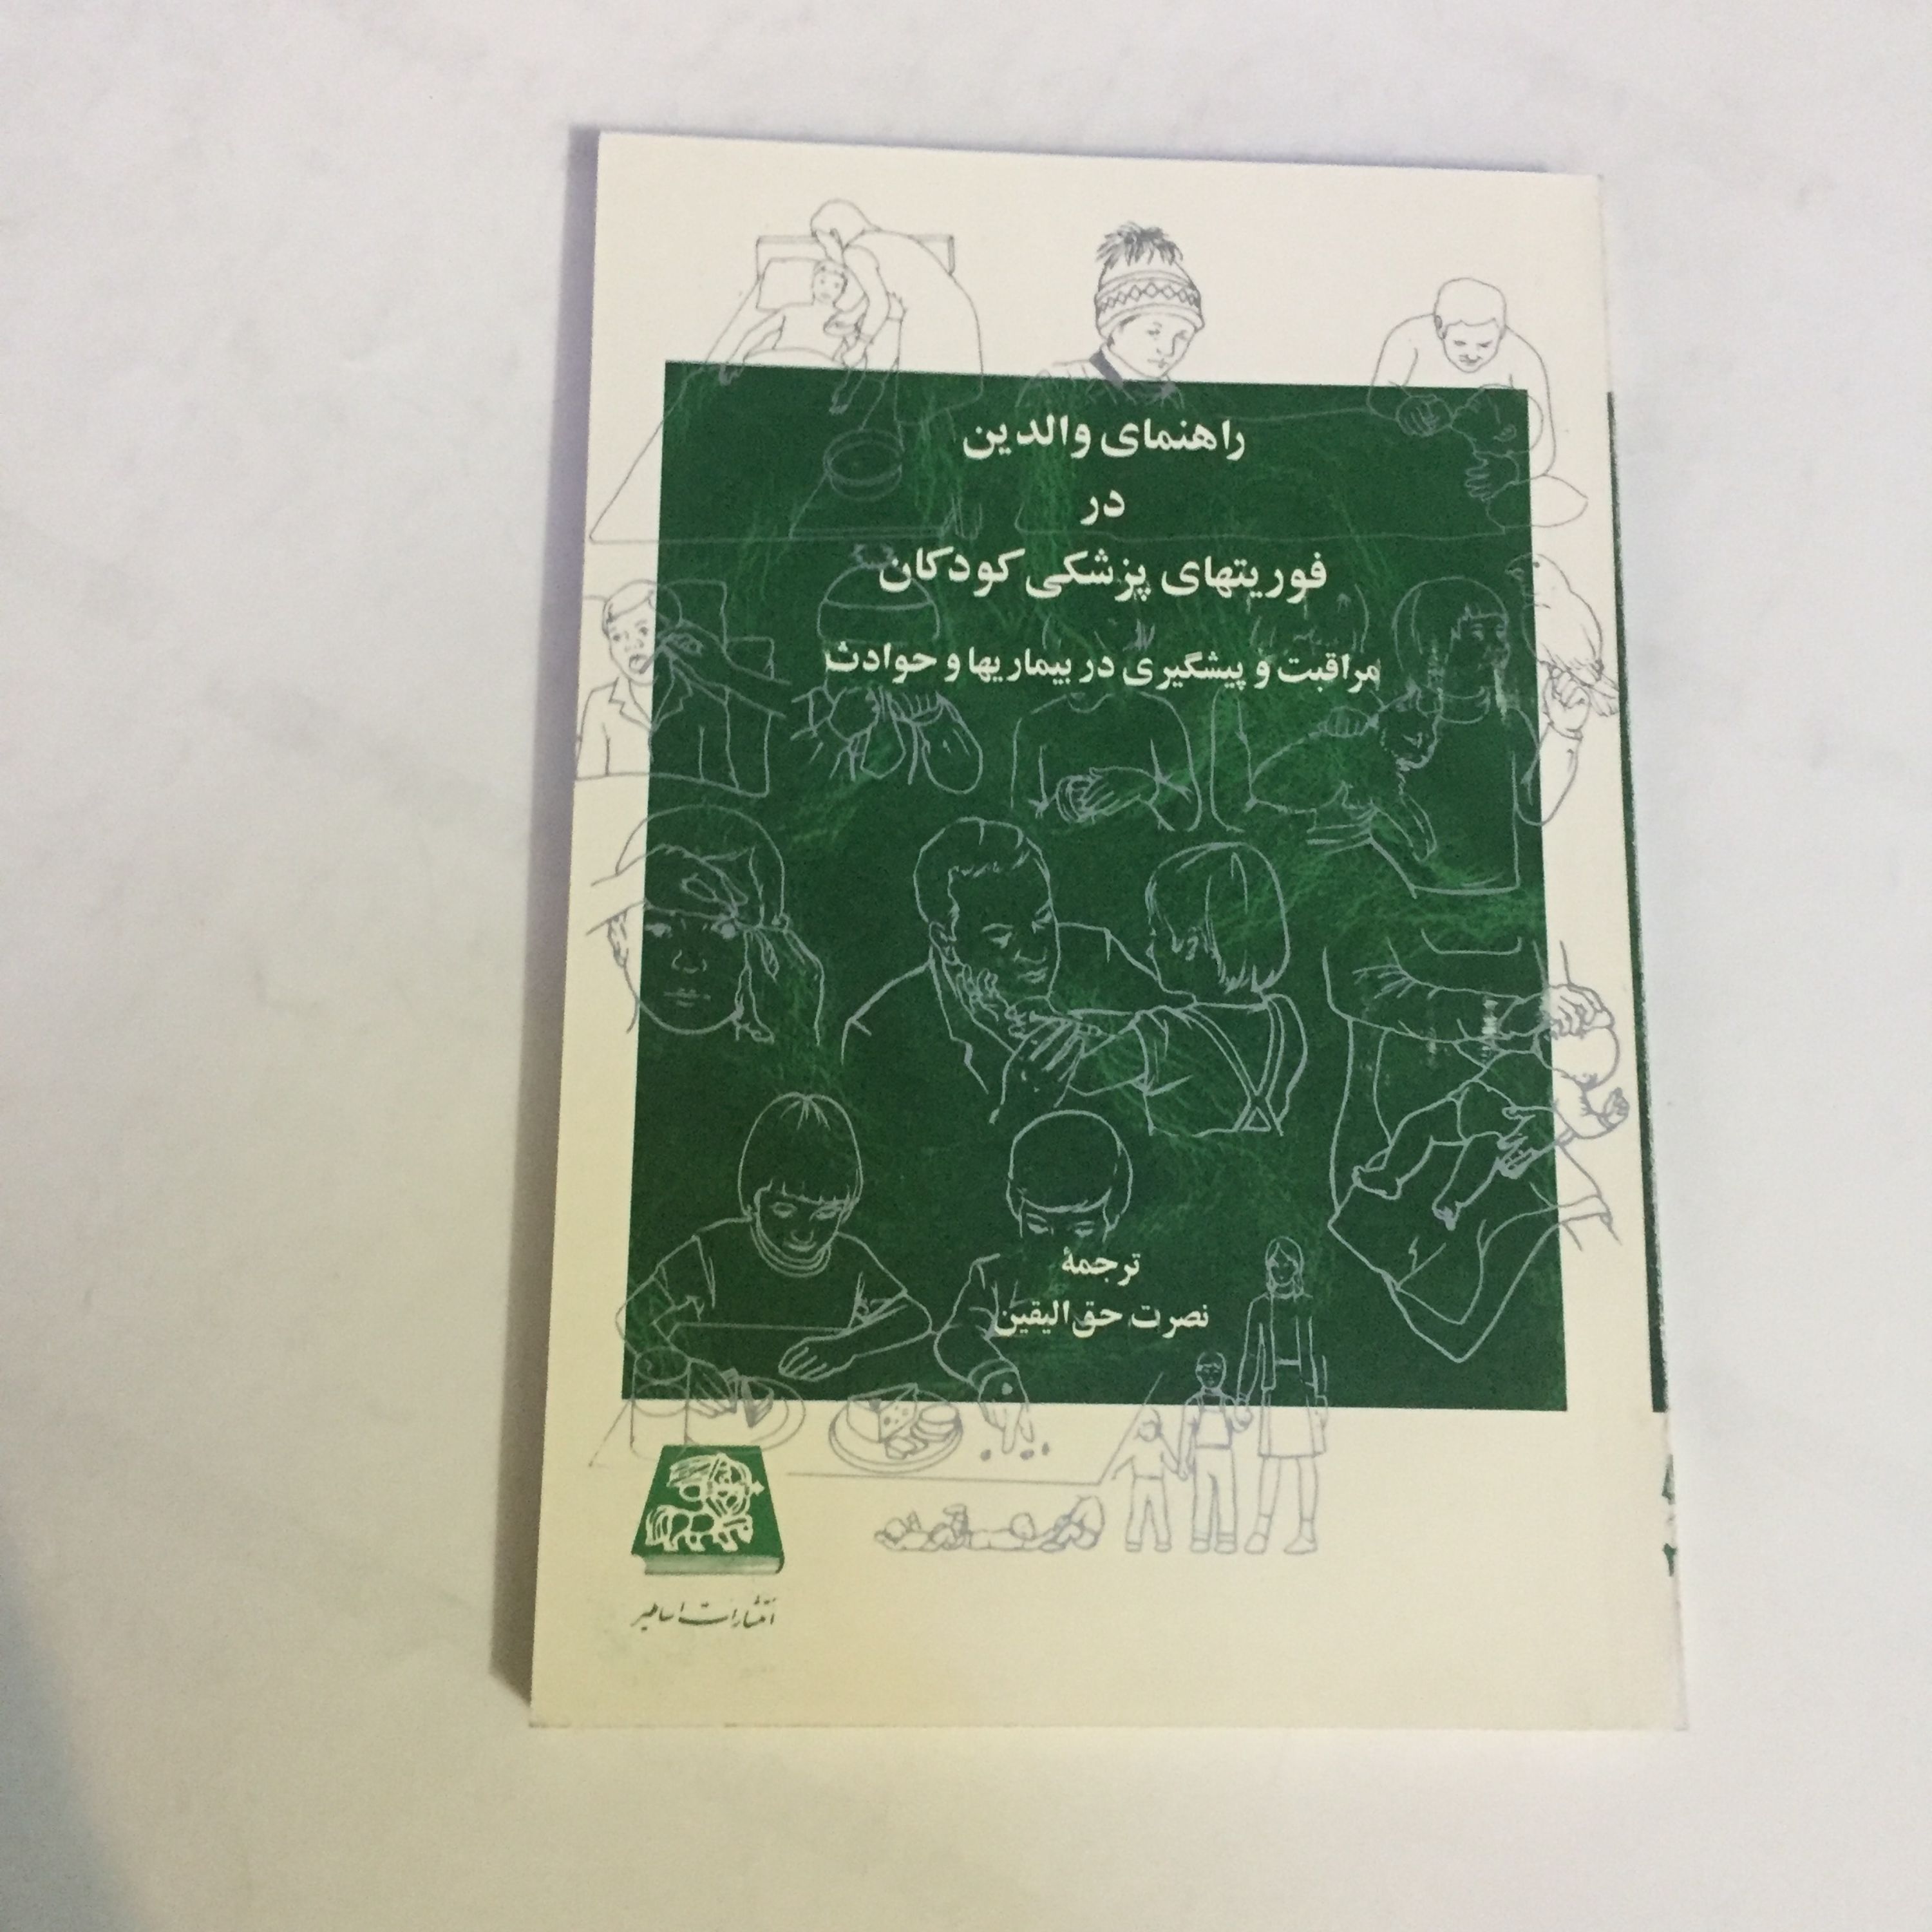 راهنمای والدین
در
فوریتهای پزشکی کودکان
مراقبت و پیشگیری در بیماریها و حوادث
ترجمهٔ
نصرت حق‌الیقین
انتشارات اساطیر